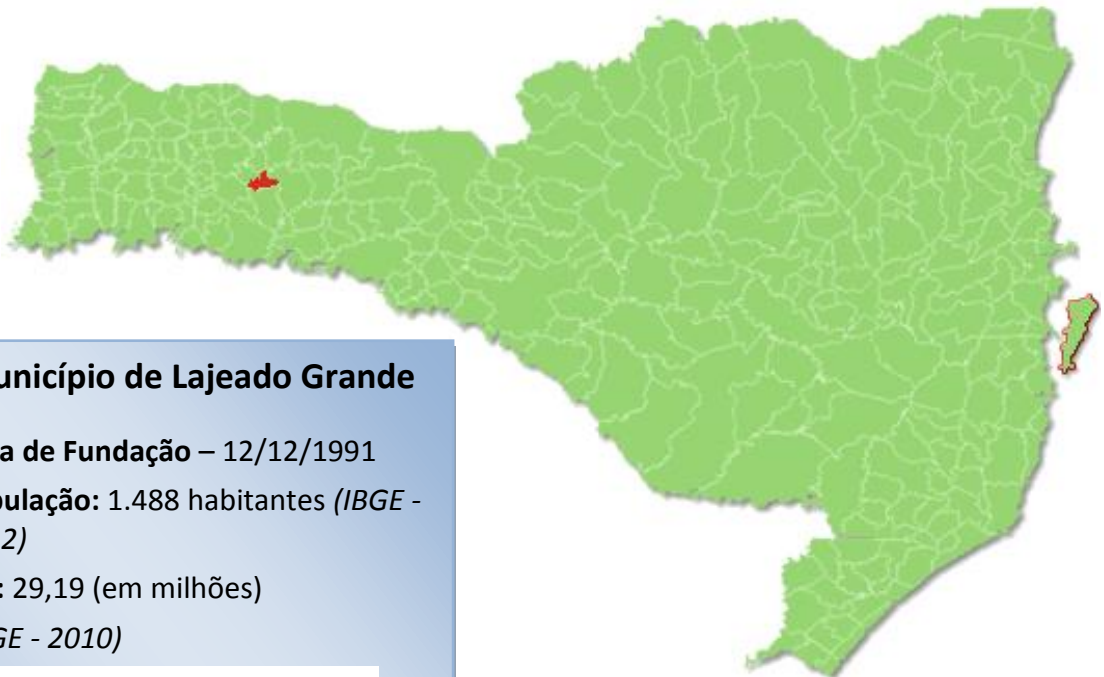 unicípio de Lajeado Grande
a de Fundação – 12/12/1991
pulação: 1.488 habitantes (IBGE -
2)
: 29,19 (em milhões)
GE - 2010)